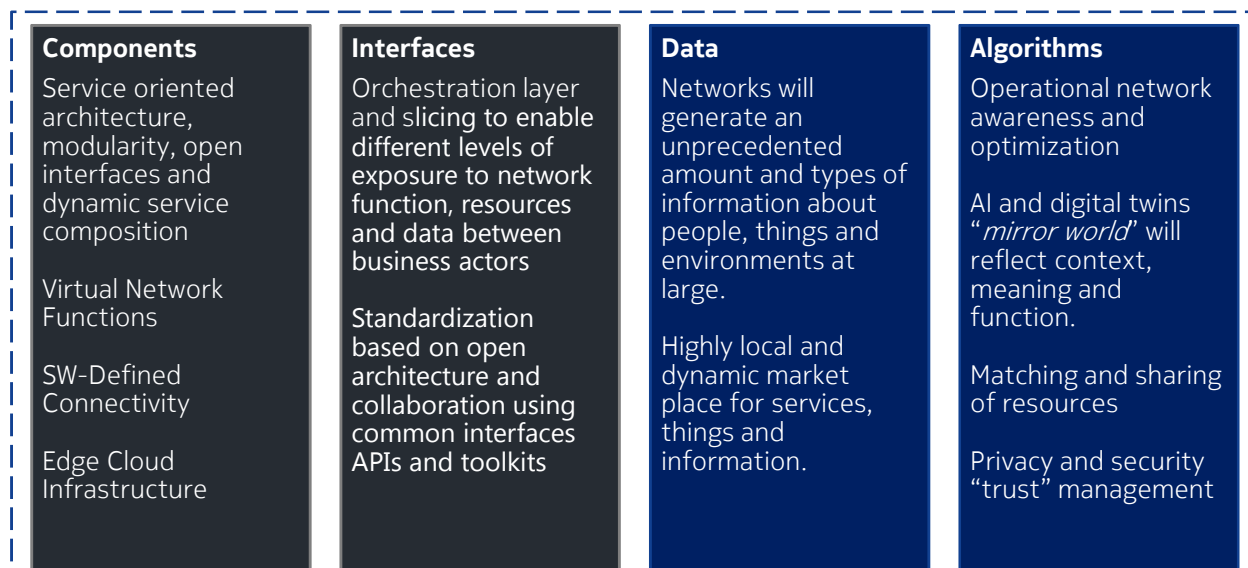 Components
Service oriented
architecture,
modularity, open
interfaces and
dynamic service
composition
Virtual Network
Functions
SW-Defined
Connectivity
Edge Cloud
Infrastructure
Interfaces
Orchestration layer
and slicing to enable
different levels of
exposure to network
function, resources
and data between
business actors
Standardization
based on open
architecture and
collaboration using
common interfaces
APIs and toolkits
Data
Networks will
generate an
unprecedented
amount and types of
information about
people, things and
environments at
large.
Highly local and
dynamic market
place for services,
things and
information.
Algorithms
Operational network
awareness and
optimization
AI and digital twins
“mirror world” will
reflect context,
meaning and
function.
Matching and sharing
of resources
Privacy and security
“trust” management